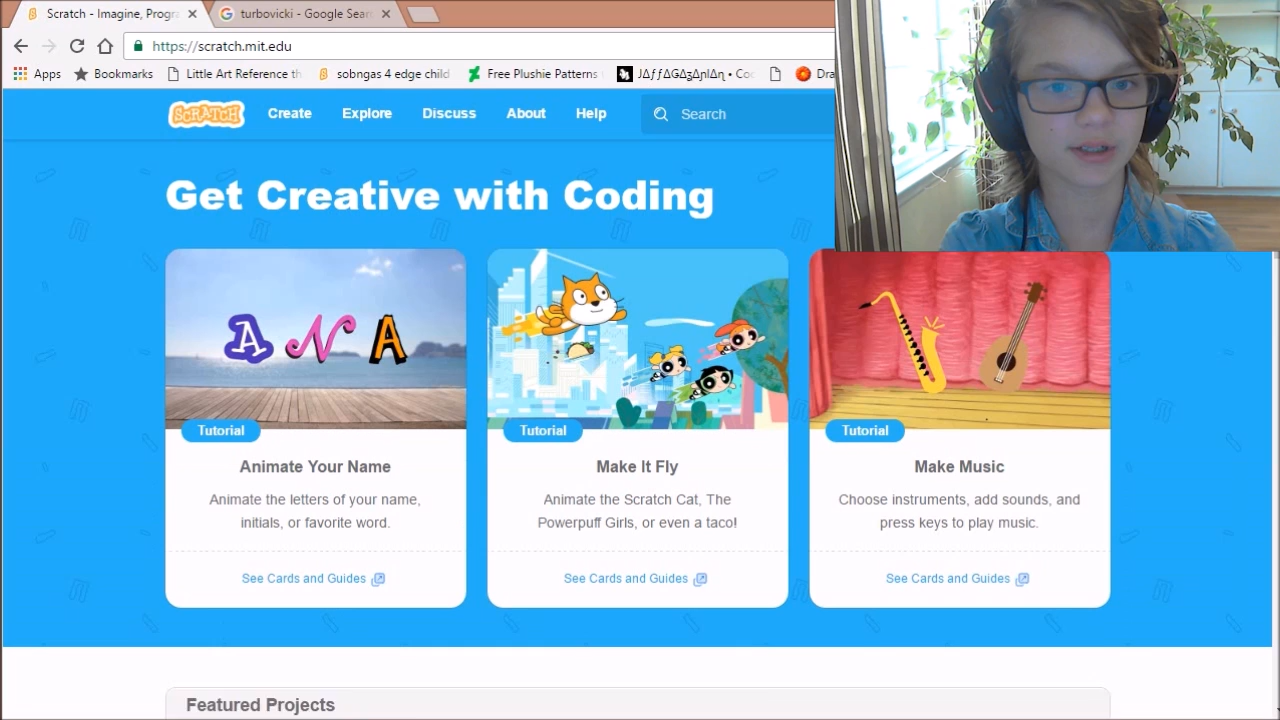 Scratch - Imagine, Progra
turbovicki - Google Sear
https://scratch.mit.edu
Apps Bookmarks Little Art Reference th sobngas 4 edge child Free Plushie Patterns Dra
SCRATCH Create Explore Discuss About Help Search
Get Creative with Coding
A N A
Tutorial Tutorial Tutorial
Animate Your Name Make It Fly Make Music
Animate the letters of your name, Animate the Scratch Cat, The Choose instruments, add sounds, and
initials, or favorite word. Powerpuff Girls, or even a taco! press keys to play music.
See Cards and Guides See Cards and Guides See Cards and Guides
Featured Projects